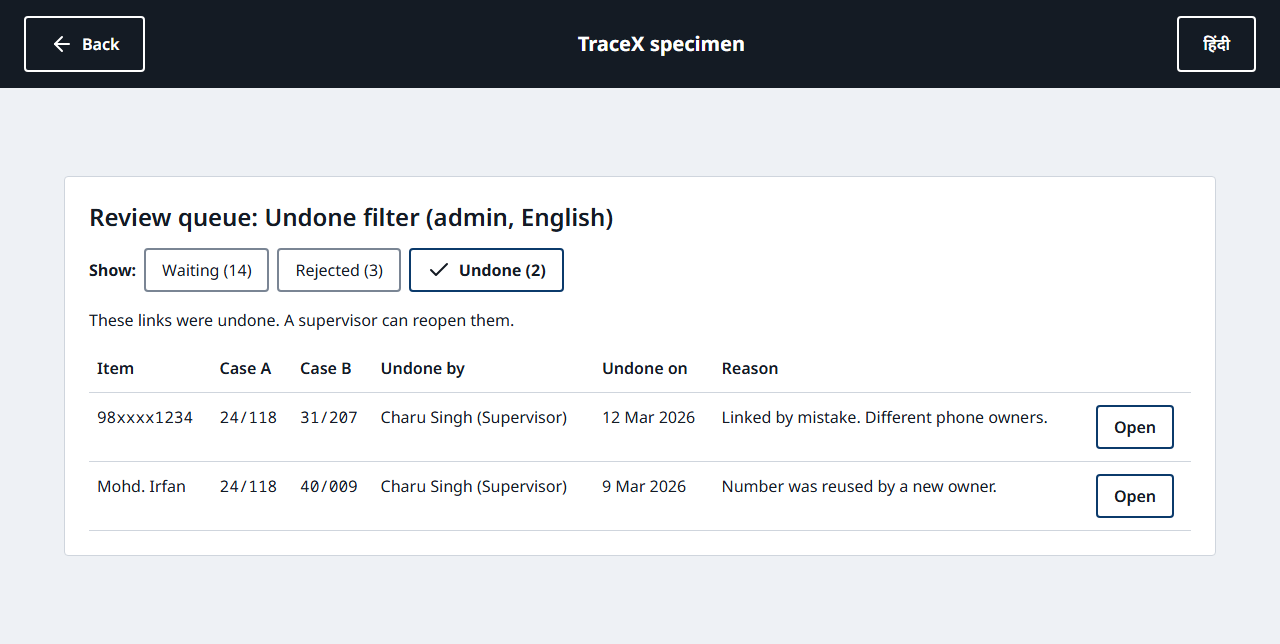 Back
TraceX specimen
हिंदी
Review queue: Undone filter (admin, English)
Show: Waiting (14) Rejected (3) Undone (2)
These links were undone. A supervisor can reopen them.
Item Case A Case B Undone by Undone on Reason
98xxxx1234 24/118 31/207 Charu Singh (Supervisor) 12 Mar 2026 Linked by mistake. Different phone owners. Open
Mohd. Irfan 24/118 40/009 Charu Singh (Supervisor) 9 Mar 2026 Number was reused by a new owner. Open